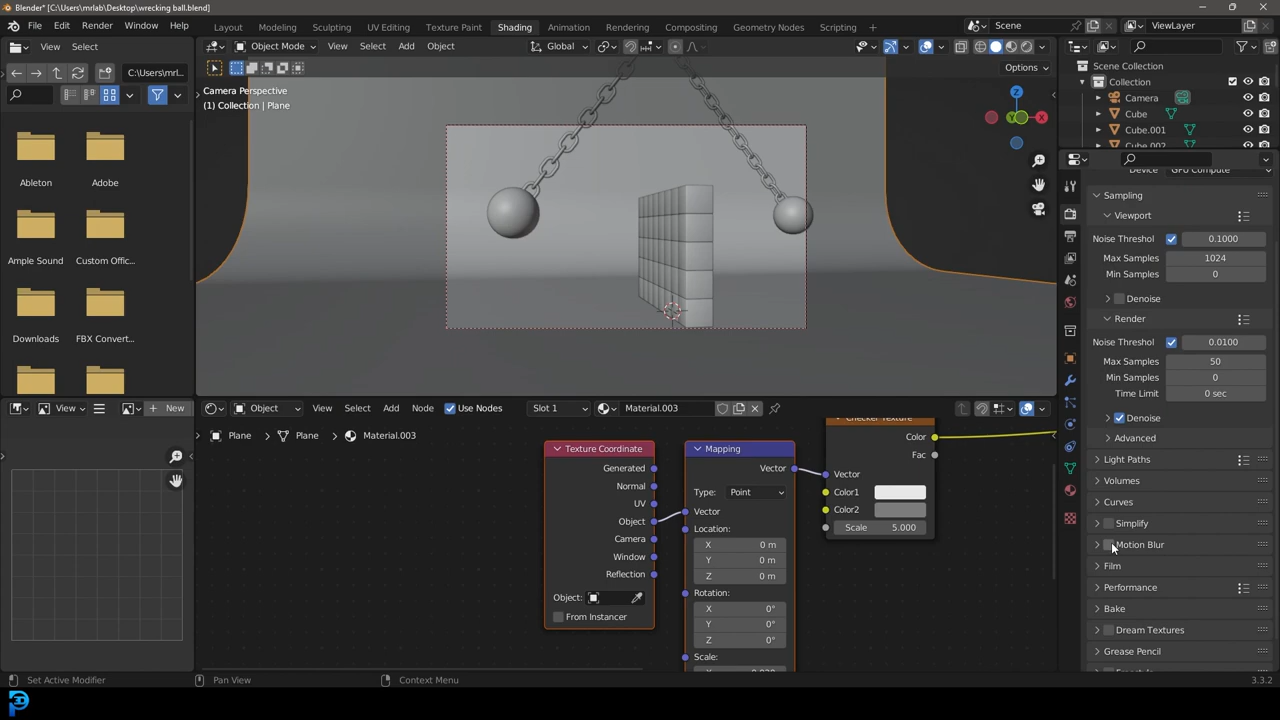 Blender* [C:\Users\mrlab\Desktop\wrecking ball.blend]
File Edit Render Window Help
Layout Modeling Sculpting UV Editing Texture Paint Shading Animation Rendering Compositing Geometry Nodes Scripting
Scene
ViewLayer
View Select
C:\Users\mrl...
Ableton
Adobe
Ample Sound
Custom Offic...
Downloads
FBX Convert...
Object Mode View Select Add Object
Global
Options
Camera Perspective
(1) Collection | Plane
Z
Y
X
Scene Collection
Collection
Camera
Cube
Cube.001
Cube.002
Device GPU Compute
Sampling
Viewport
Noise Threshol 0.1000
Max Samples 1024
Min Samples 0
Denoise
Render
Noise Threshol 0.0100
Max Samples 50
Min Samples 0
Time Limit 0 sec
Denoise
Advanced
Light Paths
Volumes
Curves
Simplify
Motion Blur
Film
Performance
Bake
Dream Textures
Grease Pencil
Freestyle
View
New
Object View Select Add Node Use Nodes Slot 1 Material.003
Plane Plane Material.003
Texture Coordinate
Generated
Normal
UV
Object
Camera
Window
Reflection
Object:
From Instancer
Mapping
Vector
Type: Point
Vector
Location:
X 0 m
Y 0 m
Z 0 m
Rotation:
X 0°
Y 0°
Z 0°
Scale:
Checker Texture
Color
Fac
Vector
Color1
Color2
Scale 5.000
Set Active Modifier Pan View Context Menu 3.3.2